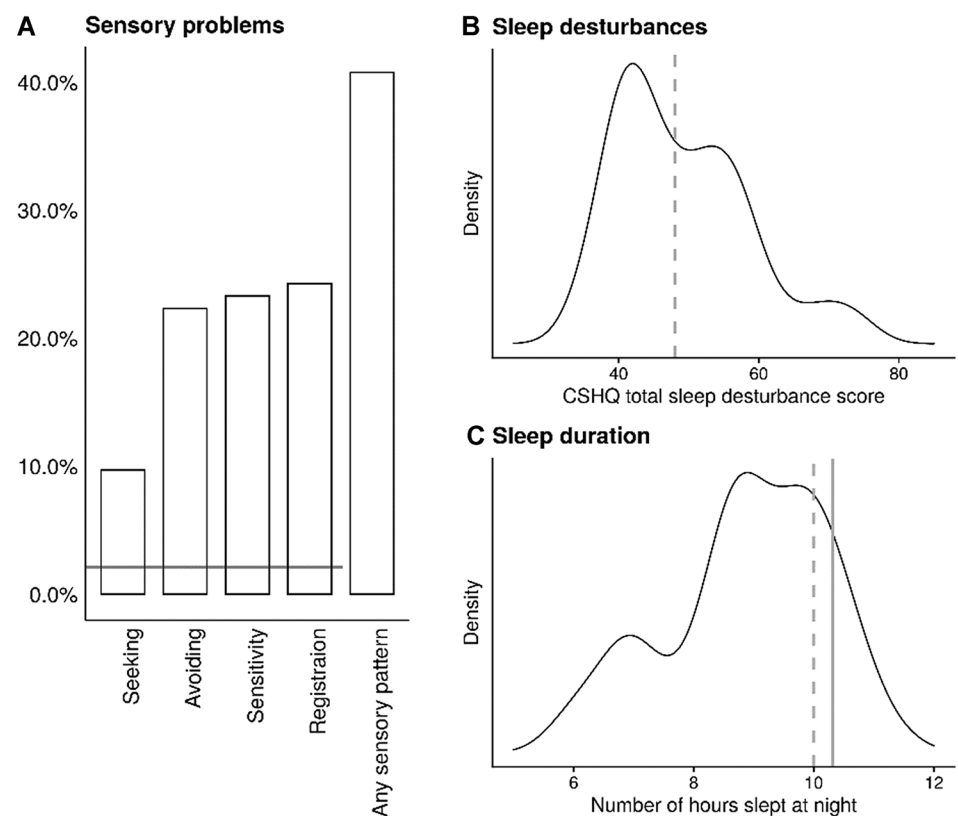 A Sensory problems
40.0%
30.0%
20.0%
10.0%
0.0%
Seeking
Avoiding
Sensitivity
Registraion
Any sensory pattern
B Sleep desturbances
Density
40 60 80
CSHQ total sleep desturbance score
C Sleep duration
Density
6 8 10 12
Number of hours slept at night